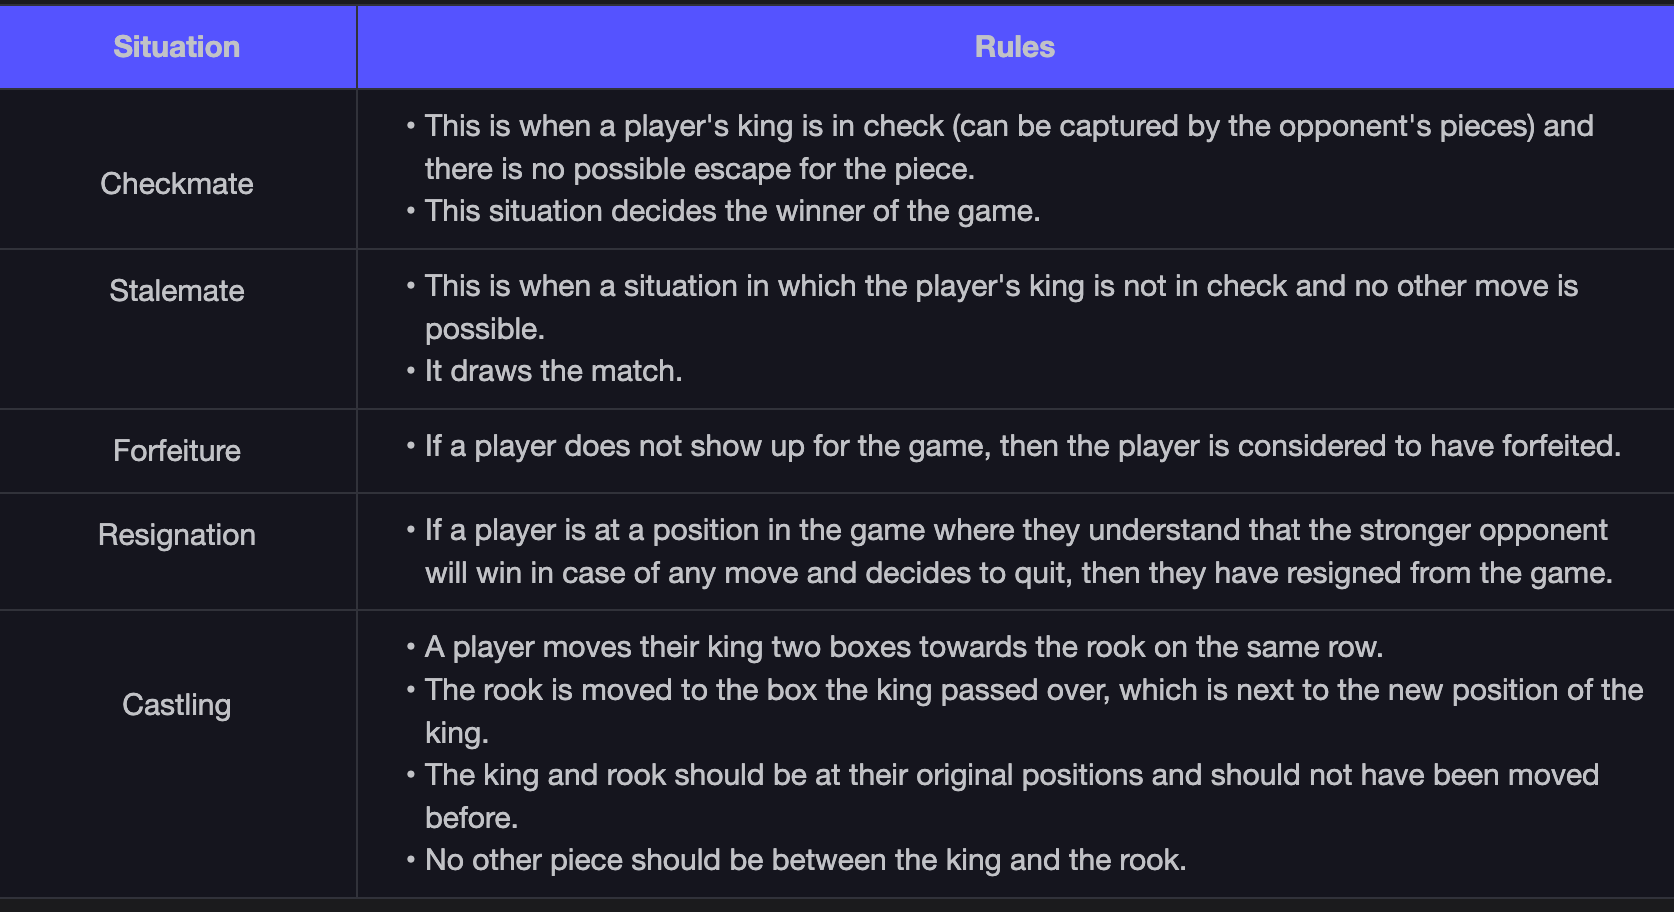 Situation
Rules
Checkmate
• This is when a player's king is in check (can be captured by the opponent's pieces) and
there is no possible escape for the piece.
• This situation decides the winner of the game.
Stalemate
• This is when a situation in which the player's king is not in check and no other move is
possible.
• It draws the match.
Forfeiture
• If a player does not show up for the game, then the player is considered to have forfeited.
Resignation
• If a player is at a position in the game where they understand that the stronger opponent
will win in case of any move and decides to quit, then they have resigned from the game.
Castling
• A player moves their king two boxes towards the rook on the same row.
• The rook is moved to the box the king passed over, which is next to the new position of the
king.
• The king and rook should be at their original positions and should not have been moved
before.
• No other piece should be between the king and the rook.